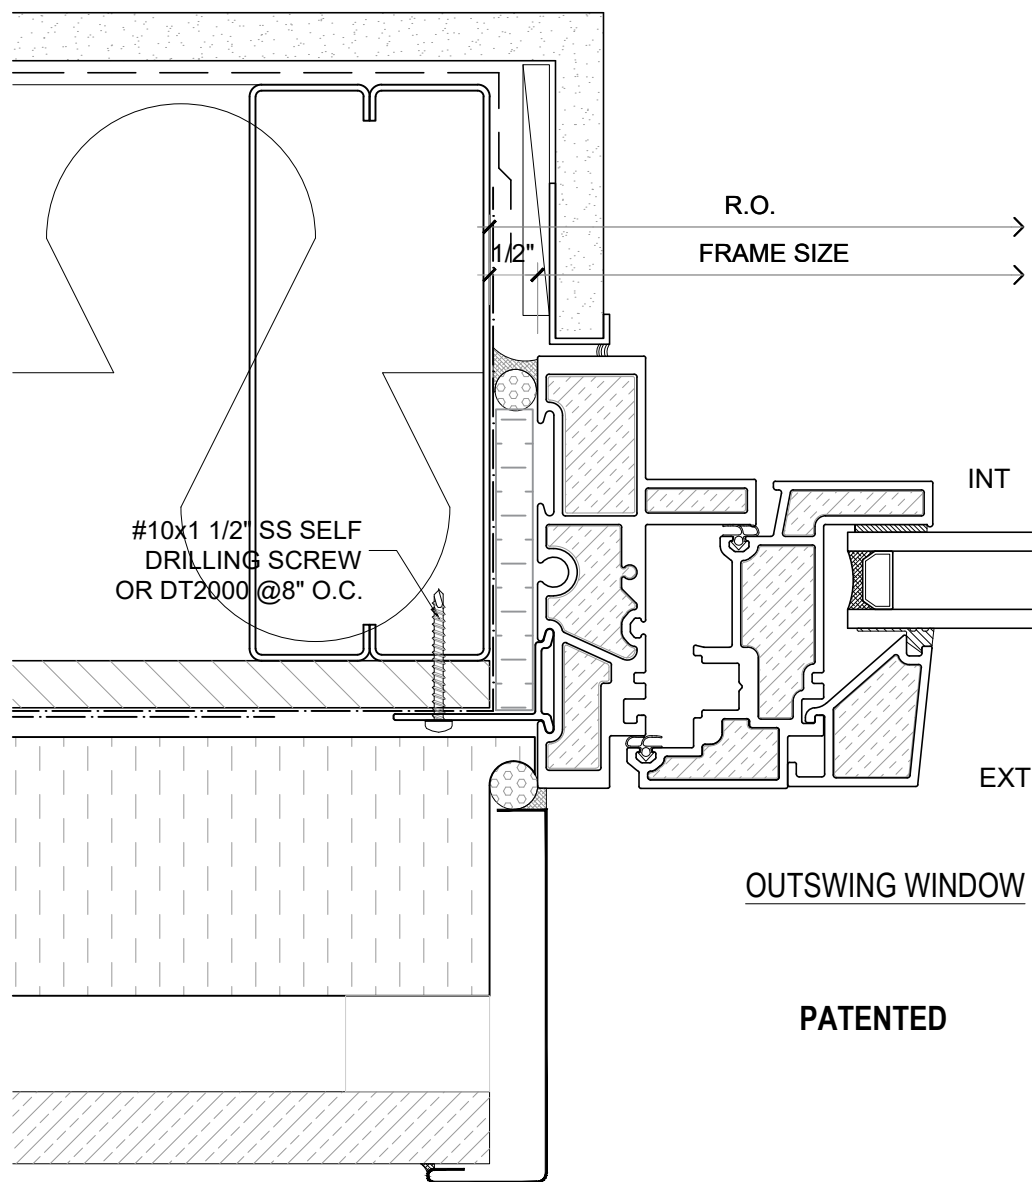 R.O.
1/2"
FRAME SIZE
INT
#10x1 1/2" SS SELF
DRILLING SCREW
OR DT2000 @8" O.C.
EXT
OUTSWING WINDOW
PATENTED